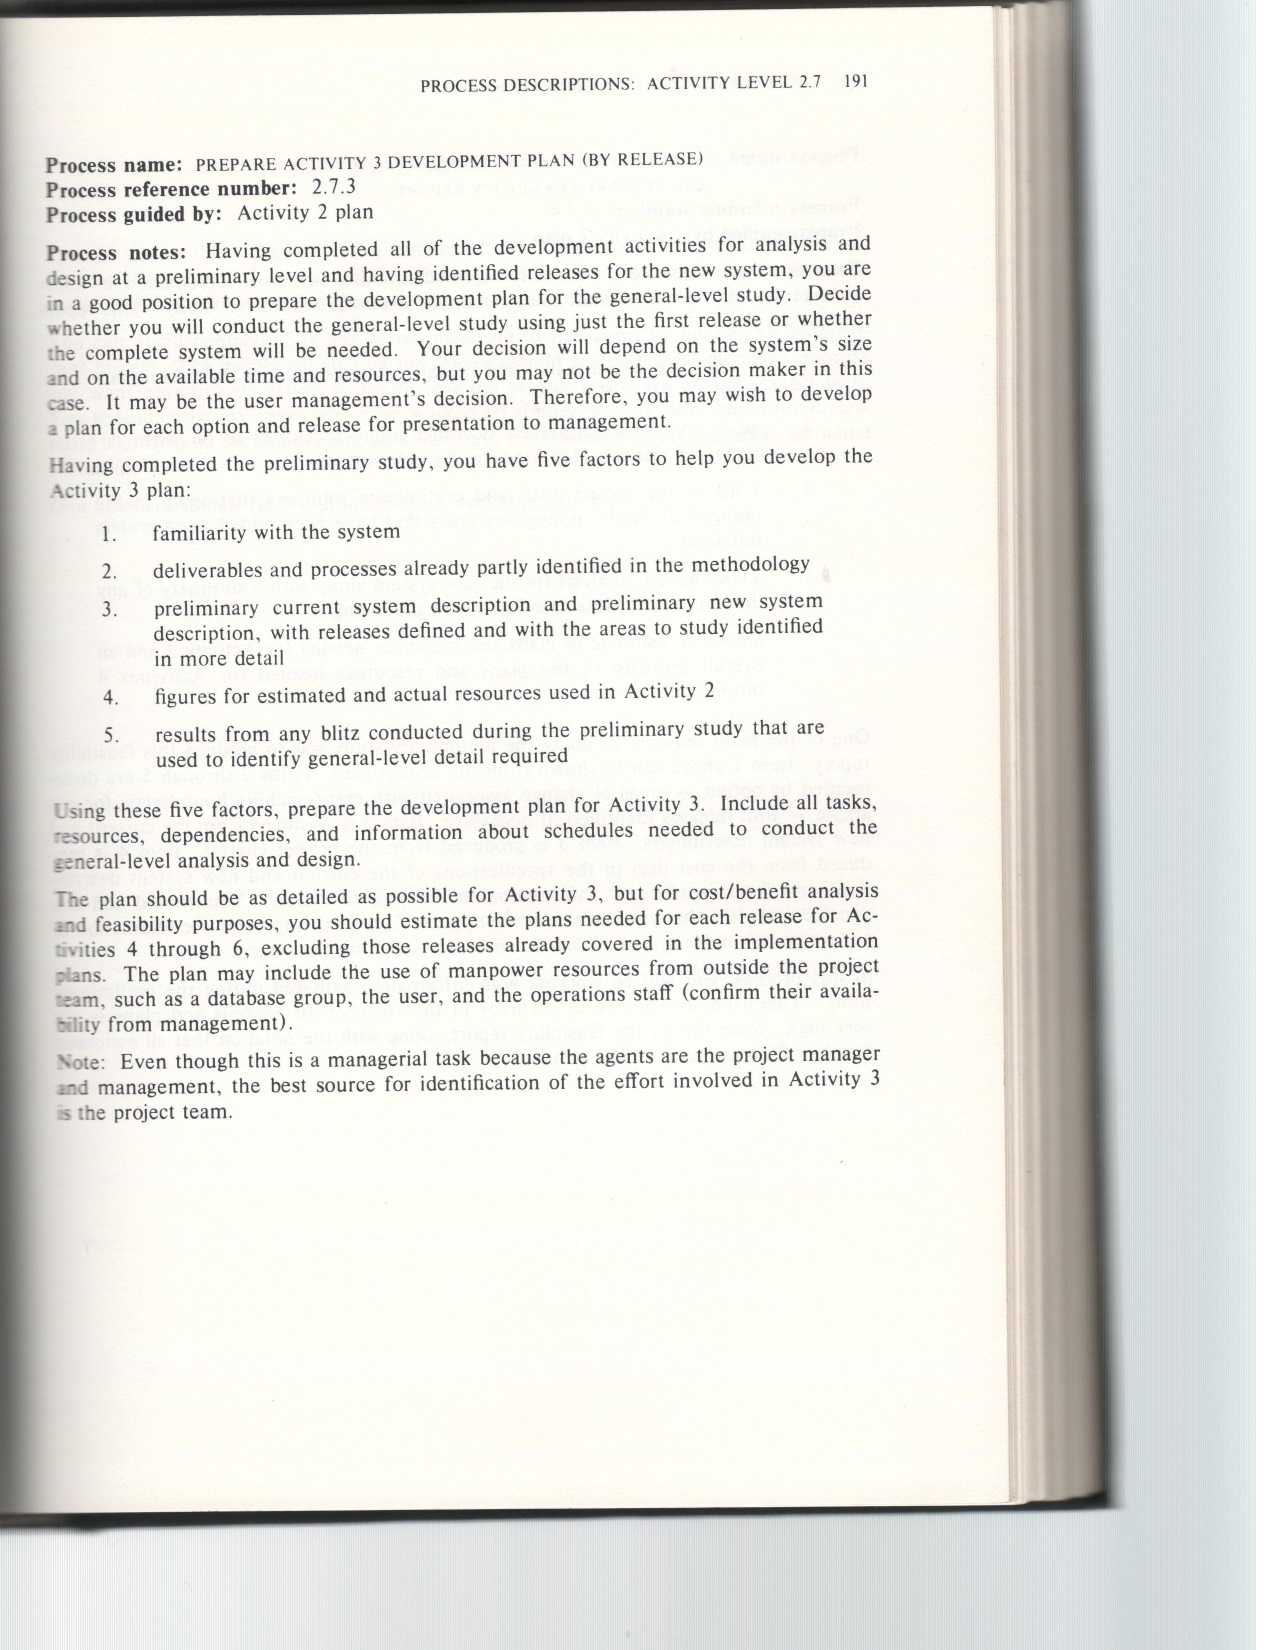 PROCESS DESCRIPTIONS: ACTIVITY LEVEL 2.7 191
Process name: PREPARE ACTIVITY 3 DEVELOPMENT PLAN (BY RELEASE)
Process reference number: 2.7.3
Process guided by: Activity 2 plan
Process notes: Having completed all of the development activities for analysis and
design at a preliminary level and having identified releases for the new system, you are
in a good position to prepare the development plan for the general-level study. Decide
whether you will conduct the general-level study using just the first release or whether
the complete system will be needed. Your decision will depend on the system's size
and on the available time and resources, but you may not be the decision maker in this
case. It may be the user management's decision. Therefore, you may wish to develop
a plan for each option and release for presentation to management.
Having completed the preliminary study, you have five factors to help you develop the
Activity 3 plan:
1. familiarity with the system
2. deliverables and processes already partly identified in the methodology
3. preliminary current system description and preliminary new system
description, with releases defined and with the areas to study identified
in more detail
4. figures for estimated and actual resources used in Activity 2
5. results from any blitz conducted during the preliminary study that are
used to identify general-level detail required
Using these five factors, prepare the development plan for Activity 3. Include all tasks,
resources, dependencies, and information about schedules needed to conduct the
general-level analysis and design.
The plan should be as detailed as possible for Activity 3, but for cost/benefit analysis
and feasibility purposes, you should estimate the plans needed for each release for Ac-
tivities 4 through 6, excluding those releases already covered in the implementation
plans. The plan may include the use of manpower resources from outside the project
team, such as a database group, the user, and the operations staff (confirm their availa-
bility from management).
Note: Even though this is a managerial task because the agents are the project manager
and management, the best source for identification of the effort involved in Activity 3
is the project team.